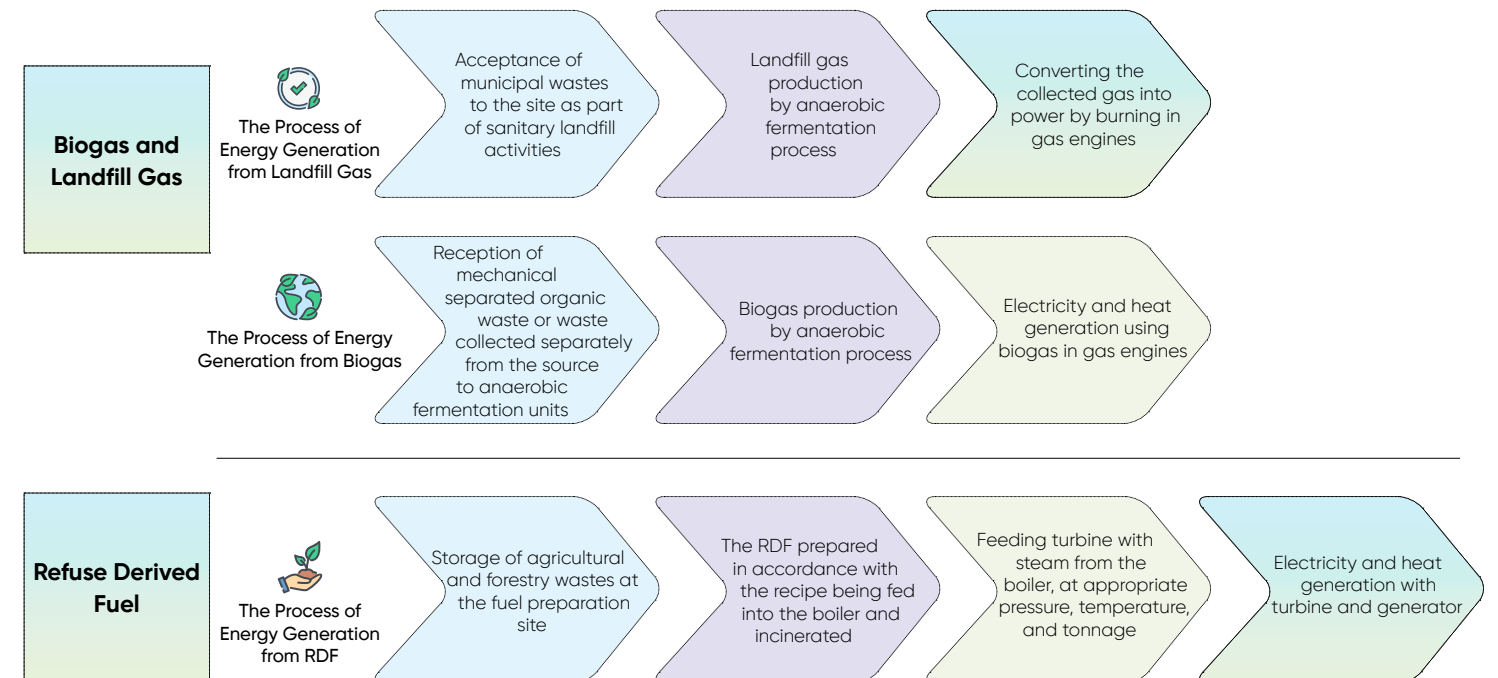 Biogas and
Landfill Gas
The Process of
Energy Generation
from Landfill Gas
Acceptance of
municipal wastes
to the site as part
of sanitary landfill
activities
Landfill gas
production
by anaerobic
fermentation
process
Converting the
collected gas into
power by burning in
gas engines
The Process of Energy
Generation from Biogas
Reception of
mechanical
separated organic
waste or waste
collected separately
from the source
to anaerobic
fermentation units
Biogas production
by anaerobic
fermentation process
Electricity and heat
generation using
biogas in gas engines
Refuse Derived
Fuel
The Process of
Energy Generation
from RDF
Storage of agricultural
and forestry wastes at
the fuel preparation
site
The RDF prepared
in accordance with
the recipe being fed
into the boiler and
incinerated
Feeding turbine with
steam from the
boiler, at appropriate
pressure, temperature,
and tonnage
Electricity and heat
generation with
turbine and generator